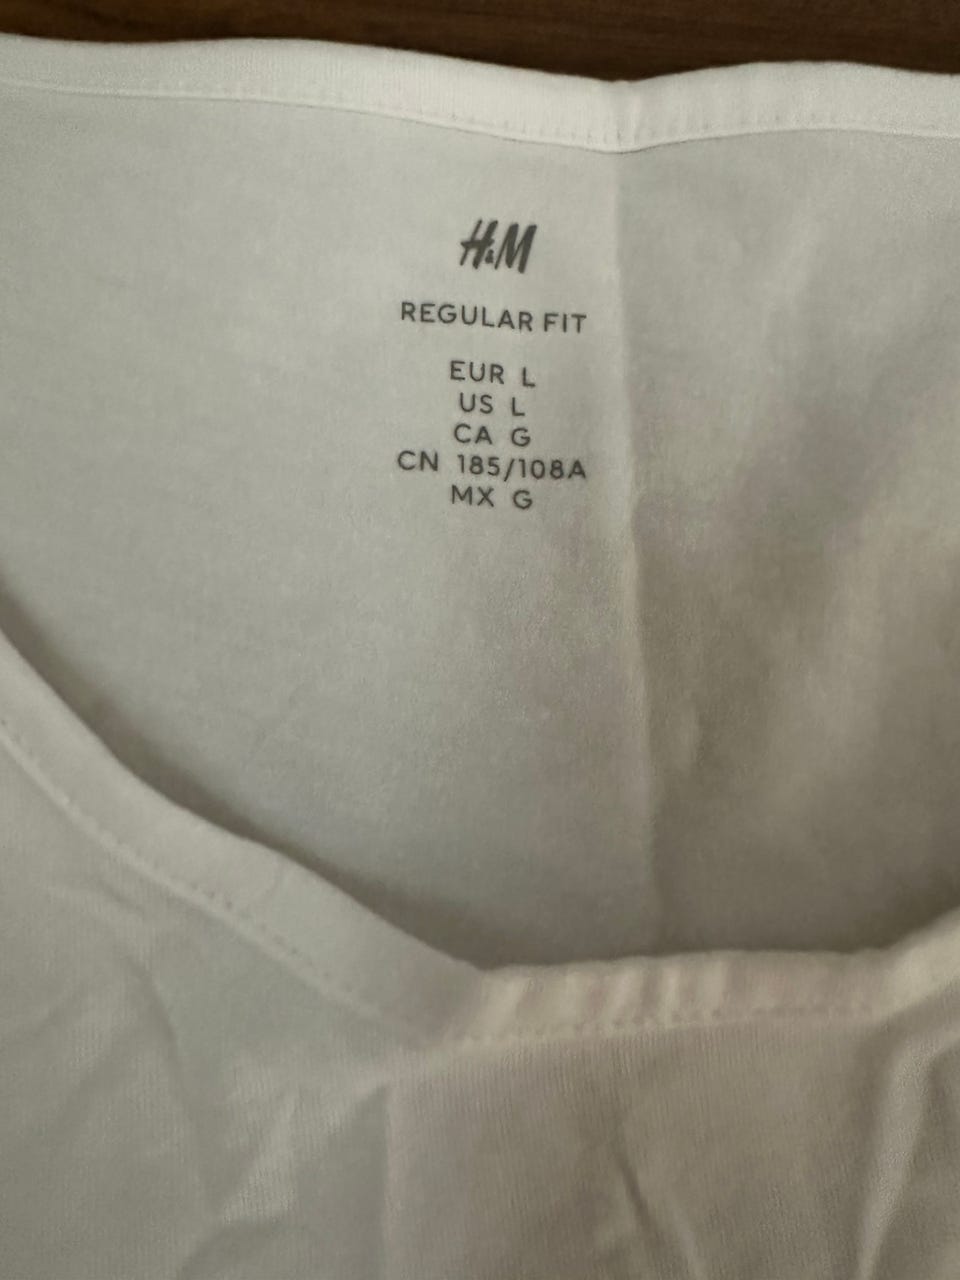 H&M
REGULAR FIT
EUR L
US L
CA G
CN 185/108A
MX G